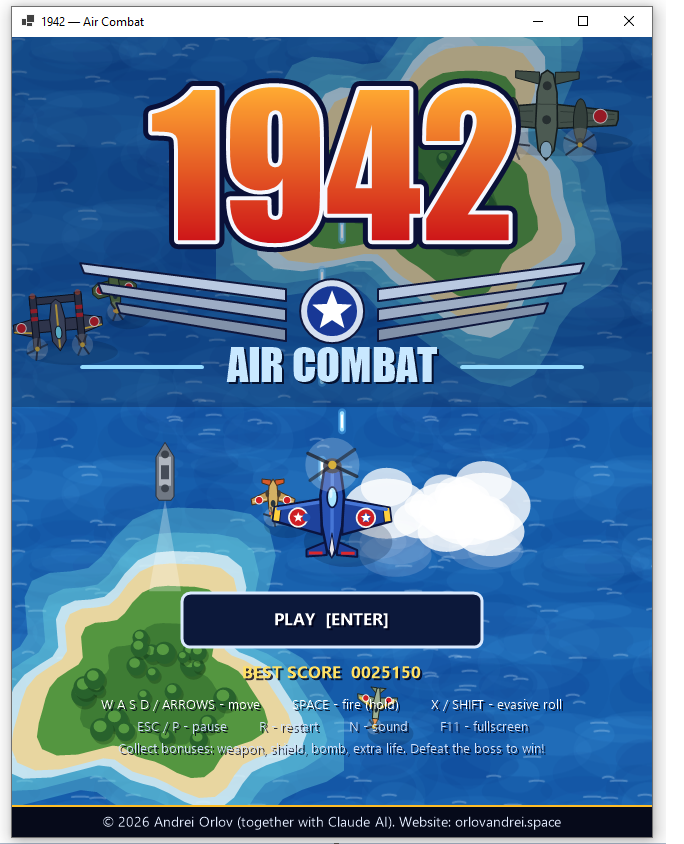 1942 — Air Combat
1942
AIR COMBAT
PLAY [ENTER]
BEST SCORE 0025150
W A S D / ARROWS - move SPACE - fire (hold) X / SHIFT - evasive roll
ESC / P - pause R - restart N - sound F11 - fullscreen
Collect bonuses: weapon, shield, bomb, extra life. Defeat the boss to win!
© 2026 Andrei Orlov (together with Claude AI). Website: orlovandrei.space